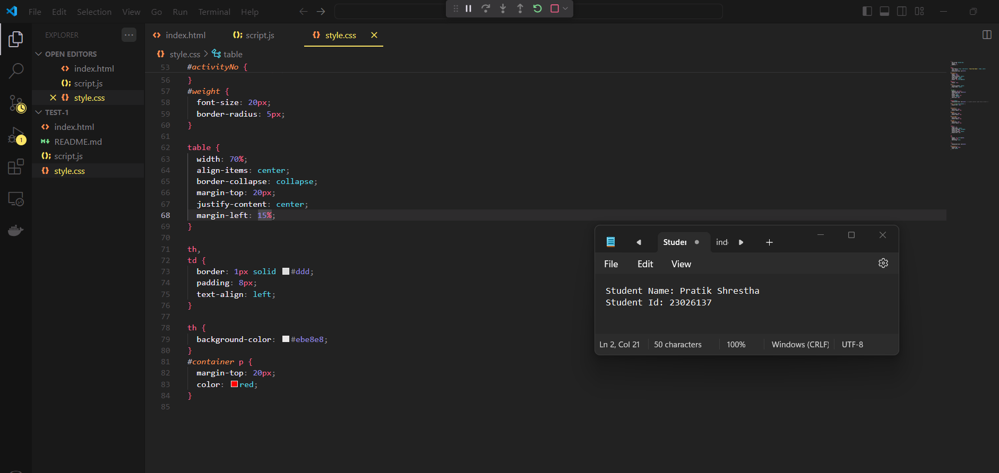 File Edit Selection View Go Run Terminal Help
EXPLORER
OPEN EDITORS
index.html
script.js
style.css
TEST-1
index.html
README.md
script.js
style.css
1
index.html script.js style.css
style.css > table
53 #activityNo {
56 }
57 #weight {
58 font-size: 20px;
59 border-radius: 5px;
60 }
61
62 table {
63 width: 70%;
64 align-items: center;
65 border-collapse: collapse;
66 margin-top: 20px;
67 justify-content: center;
68 margin-left: 15%;
69 }
70
71 th,
72 td {
73 border: 1px solid #ddd;
74 padding: 8px;
75 text-align: left;
76 }
77
78 th {
79 background-color: #ebe8e8;
80 }
81 #container p {
82 margin-top: 20px;
83 color: red;
84 }
85
Studer ind
File Edit View
Student Name: Pratik Shrestha
Student Id: 23026137
Ln 2, Col 21 50 characters 100% Windows (CRLF) UTF-8